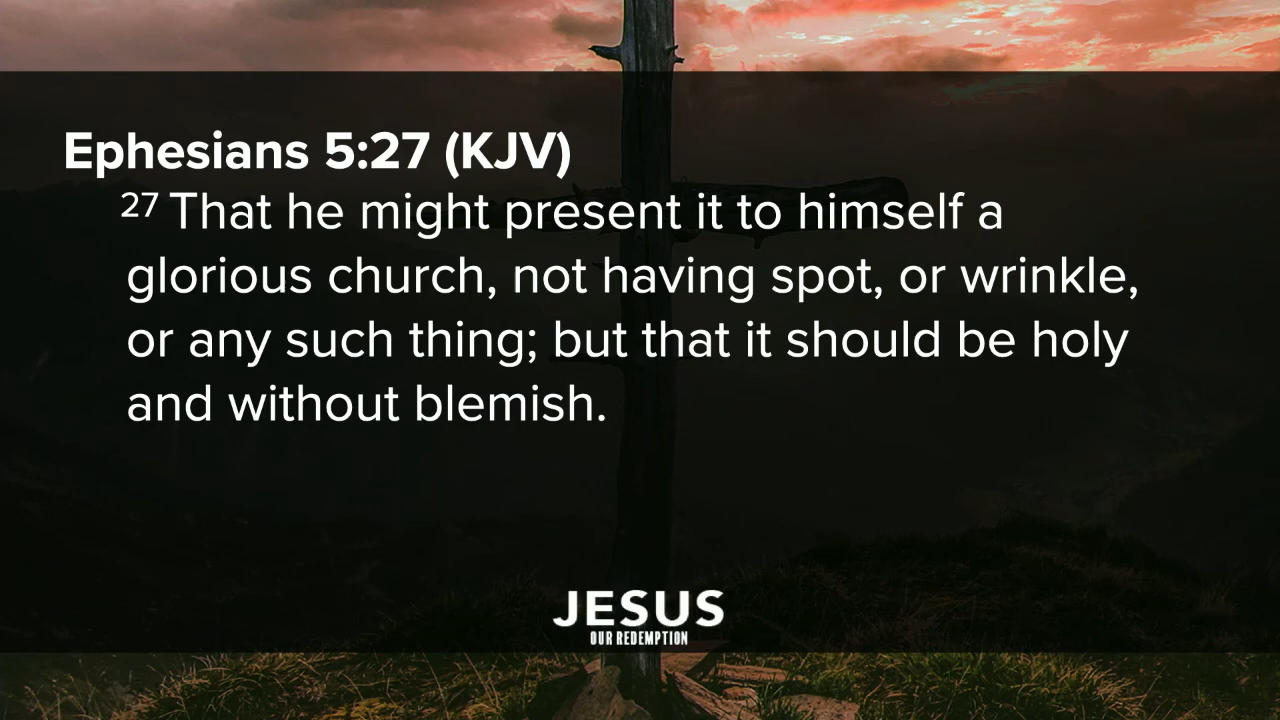 Ephesians 5:27 (KJV)
27 That he might present it to himself a
glorious church, not having spot, or wrinkle,
or any such thing; but that it should be holy
and without blemish.
JESUS
OUR REDEMPTION